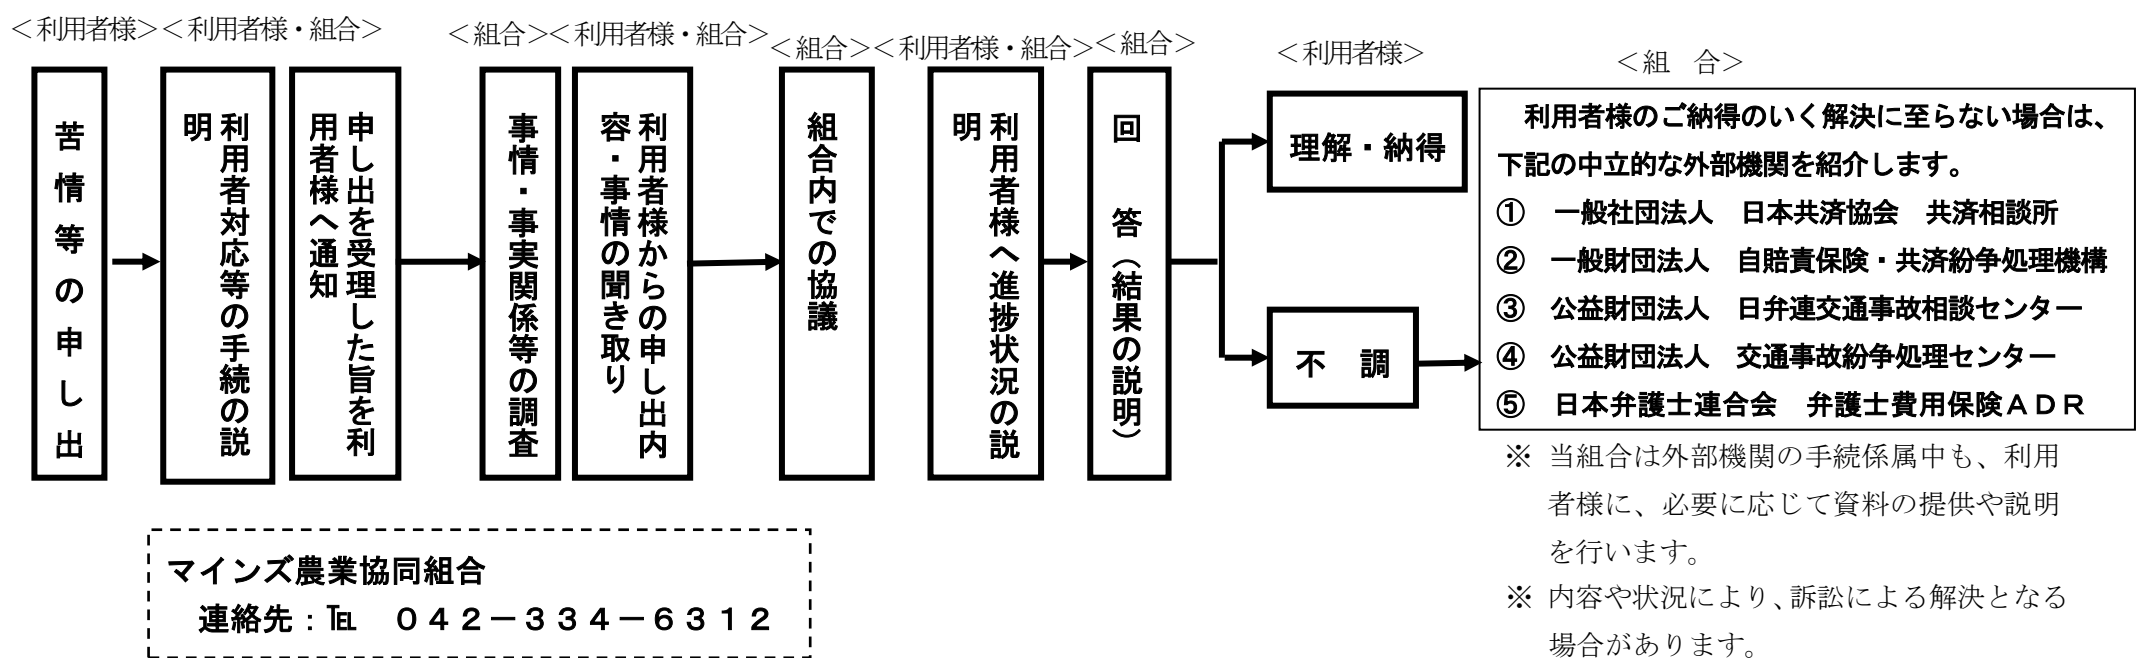 ＜利用者様＞
＜利用者様・組合＞
＜組合＞
＜利用者様・組合＞
＜組合＞
＜利用者様・組合＞
＜組合＞
＜利用者様＞
＜組　合＞
苦情等の申し出
利用者対応等の手続の説
明
申し出を受理した旨を利
用者様へ通知
事情・事実関係等の調査
利用者様からの申し出内
容・事情の聞き取り
組合内での協議
利用者様へ進捗状況の説
明
回　答（結果の説明）
理解・納得
不　調
利用者様のご納得のいく解決に至らない場合は、
下記の中立的な外部機関を紹介します。
①　一般社団法人　日本共済協会　共済相談所
②　一般財団法人　自賠責保険・共済紛争処理機構
③　公益財団法人　日弁連交通事故相談センター
④　公益財団法人　交通事故紛争処理センター
⑤　日本弁護士連合会　弁護士費用保険ＡＤＲ
※ 当組合は外部機関の手続係属中も、利用
者様に、必要に応じて資料の提供や説明
を行います。
※ 内容や状況により、訴訟による解決となる
場合があります。
マインズ農業協同組合
連絡先：℡　０４２－３３４－６３１２